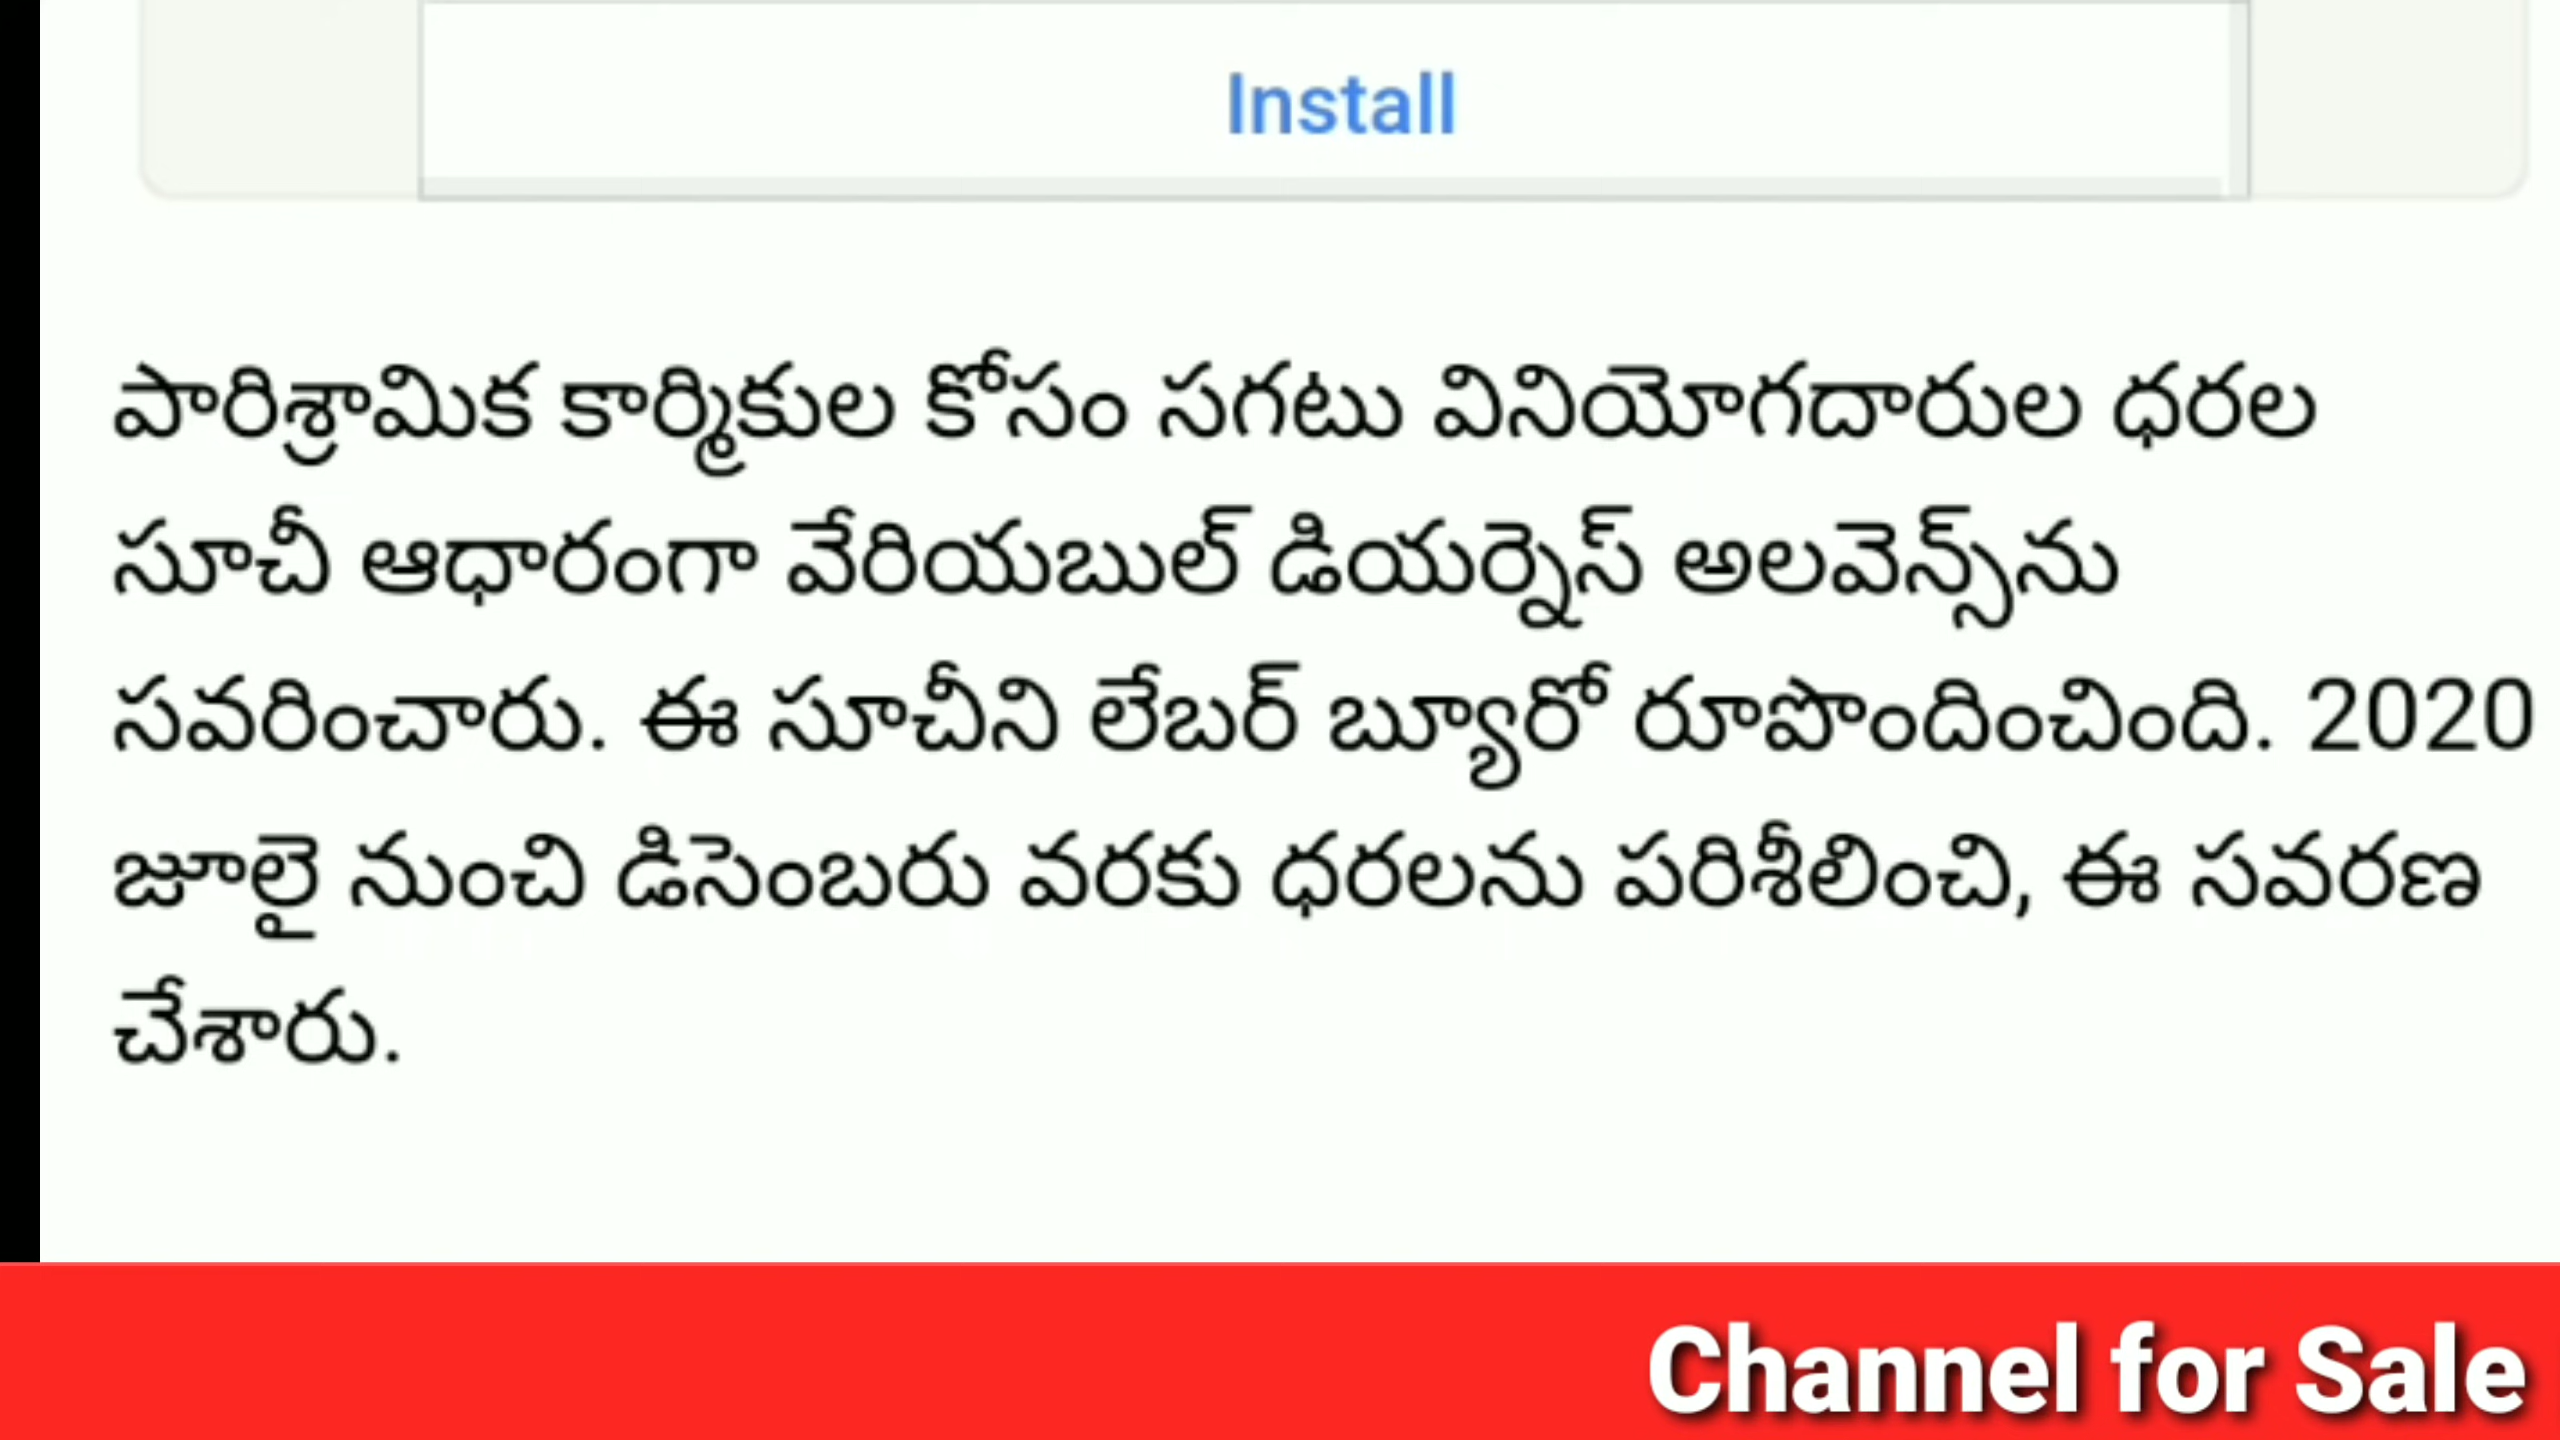 Install
పారిశ్రామిక కార్మికుల కోసం సగటు వినియోగదారుల ధరల
సూచీ ఆధారంగా వేరియబుల్ డియర్నెస్ అలవెన్స్‌ను
సవరించారు. ఈ సూచీని లేబర్ బ్యూరో రూపొందించింది. 2020
జూలై నుంచి డిసెంబరు వరకు ధరలను పరిశీలించి, ఈ సవరణ
చేశారు.
Channel for Sale